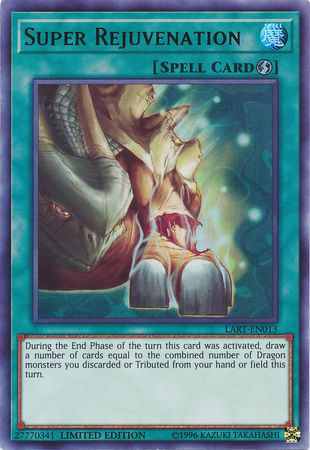 SUPER REJUVENATION
魔
[SPELL CARD]
LART-EN013
During the End Phase of the turn this card was activated, draw
a number of cards equal to the combined number of Dragon
monsters you discarded or Tributed from your hand or field this
turn.
27770341 LIMITED EDITION ©1996 KAZUKI TAKAHASHI